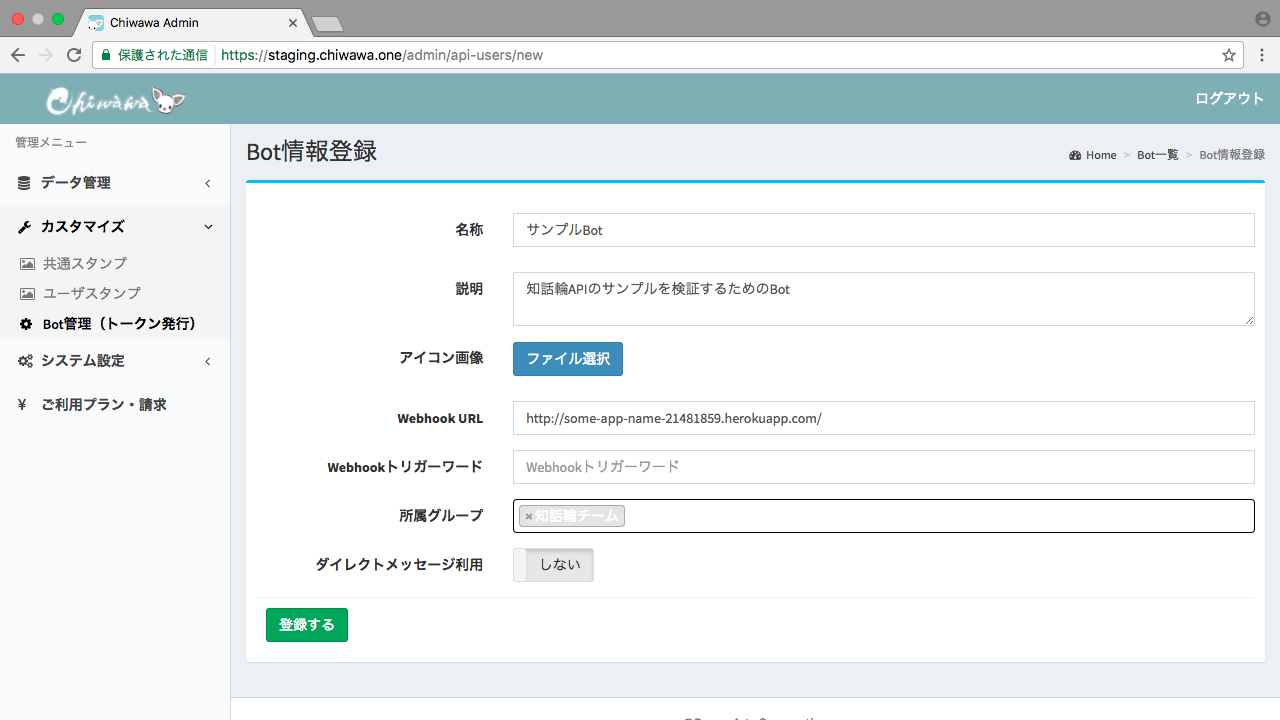 Chiwawa Admin
保護された通信 https://staging.chiwawa.one/admin/api-users/new
Chiwawa
ログアウト
管理メニュー
データ管理
カスタマイズ
共通スタンプ
ユーザスタンプ
Bot管理（トークン発行）
システム設定
¥ ご利用プラン・請求
Bot情報登録
Home > Bot一覧 > Bot情報登録
名称 サンプルBot
説明 知話輪APIのサンプルを検証するためのBot
アイコン画像 ファイル選択
Webhook URL http://some-app-name-21481859.herokuapp.com/
Webhookトリガーワード Webhookトリガーワード
所属グループ ×知話輪チーム
ダイレクトメッセージ利用 しない
登録する